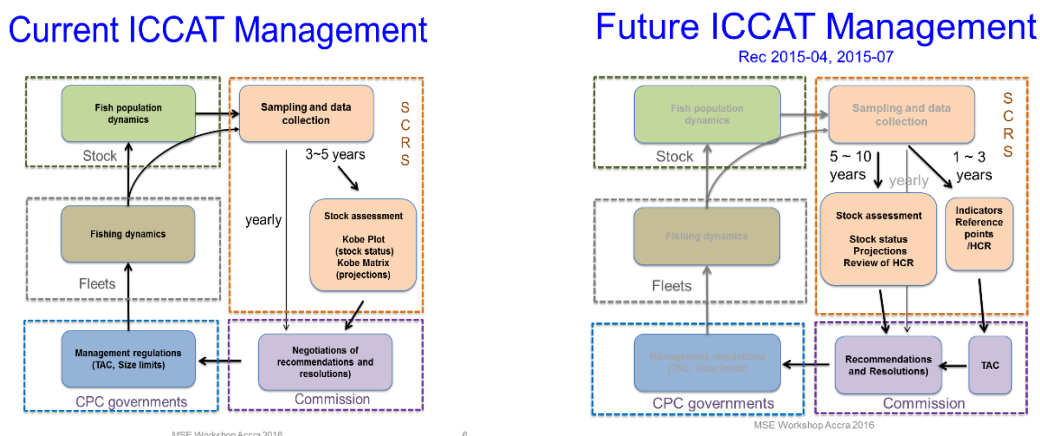 Current ICCAT Management
Fish population
dynamics
Sampling and data
collection
S
C
R
S
Stock
3~5 years
Stock assessment
Kobe Plot
(stock status)
Kobe Matrix
(projections)
yearly
Fishing dynamics
Fleets
Management regulations
(TAC, Size limits)
Negotiations of
recommendations and
resolutions)
CPC governments
Commission
MSE Workshop Accra 2016
6
Future ICCAT Management
Rec 2015-04, 2015-07
Fish population
dynamics
Sampling and data
collection
S
C
R
S
Stock
5 ~ 10
years
yearly
1 ~ 3
years
Stock assessment
Stock status
Projections
Review of HCR
Indicators
Reference
points
/HCR
Fishing dynamics
Fleets
Management regulations
(TAC, Size limits)
Recommendations
and Resolutions)
TAC
CPC governments
Commission
MSE Workshop Accra 2016